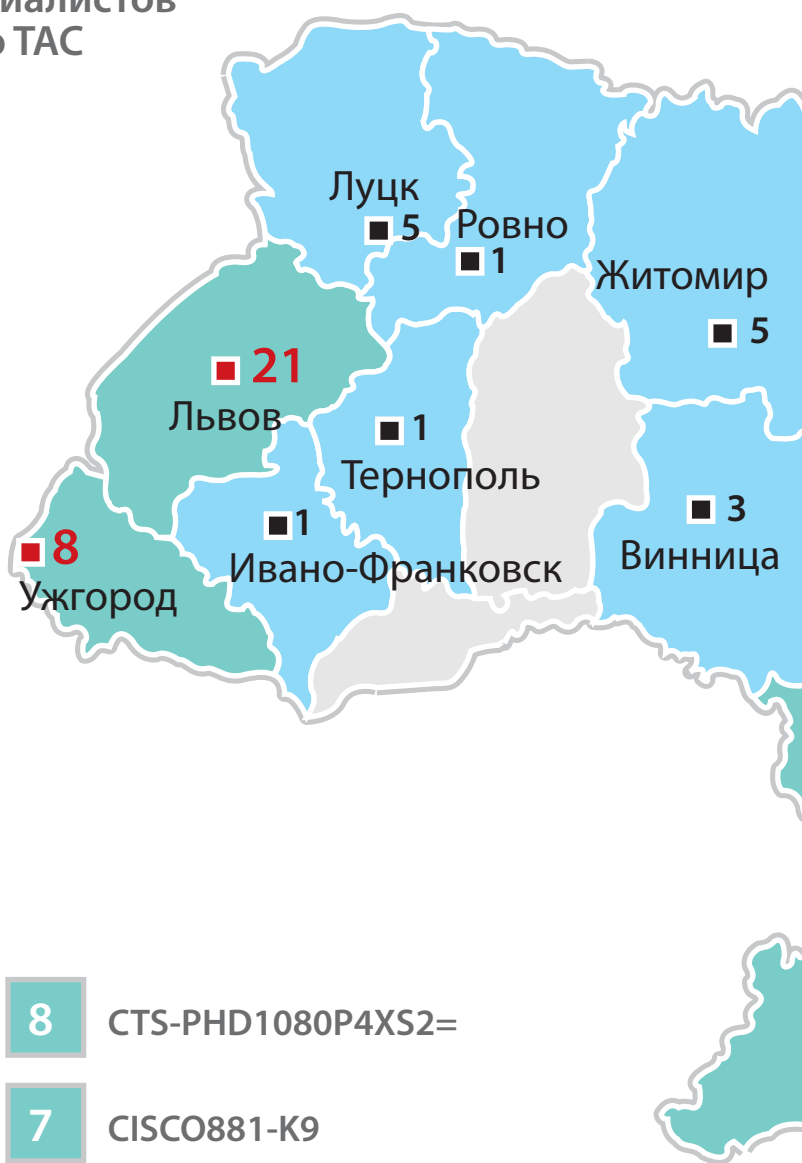 ТАС
Луцк
5
Ровно
1
Житомир
5
21
Львов
1
Тернополь
3
Винница
1
Ивано-Франковск
8
Ужгород
8 CTS-PHD1080P4XS2=
7 CISCO881-K9